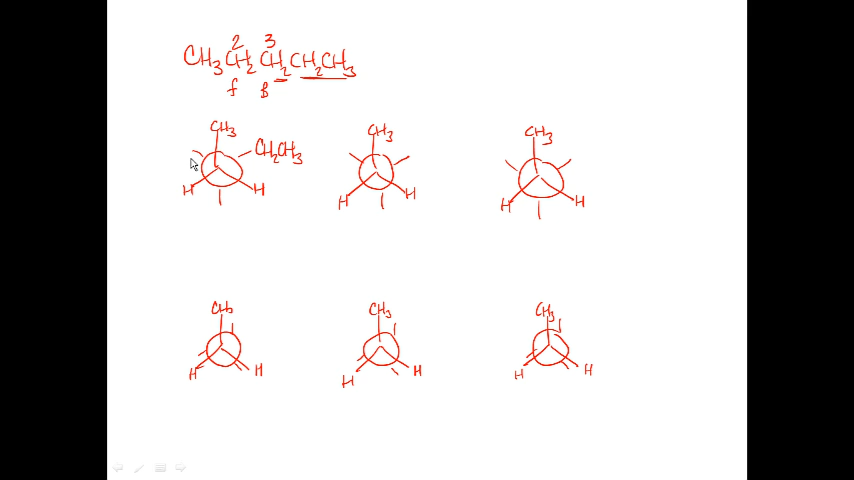 2 3
CH3CH2CH2CH2CH3
f B
CH3 CH3 CH3
CH2CH3
H H H H H H
CH3 CH3 CH3
H H H H H H